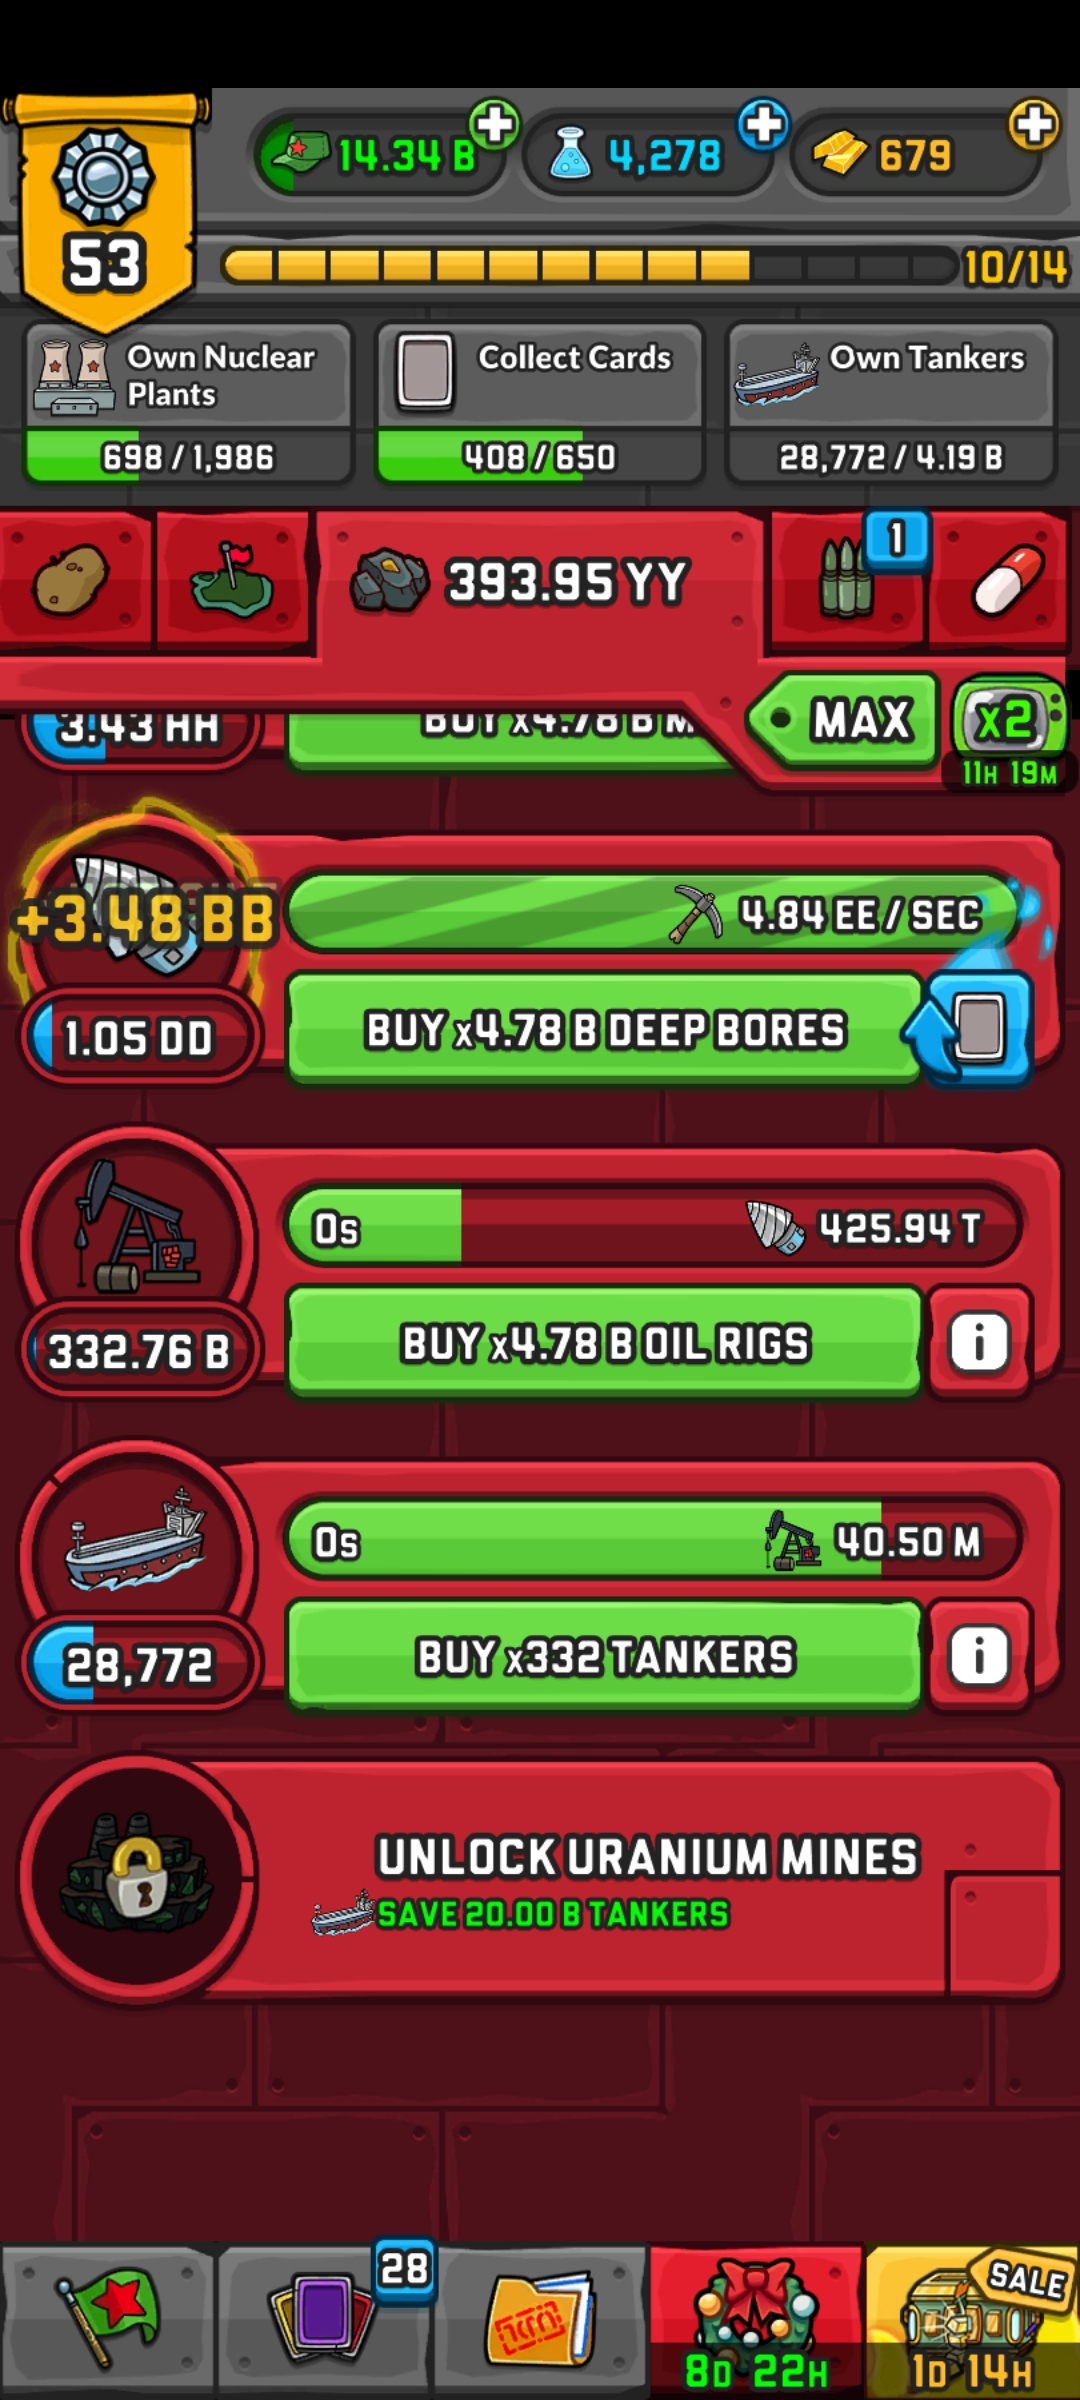 14.34 B
4,278
679
53
10/14
Own Nuclear Plants
698 / 1,986
Collect Cards
408 / 650
Own Tankers
28,772 / 4.19 B
393.95 YY
1
3.43 HH
BUY x4.78 B M
MAX
x2
11H 19M
+3.48 BB
4.84 EE / SEC
1.05 DD
BUY x4.78 B DEEP BORES
0s
425.94 T
332.76 B
BUY x4.78 B OIL RIGS
i
0s
40.50 M
28,772
BUY x332 TANKERS
i
UNLOCK URANIUM MINES
SAVE 20.00 B TANKERS
28
SALE
8D 22H
1D 14H